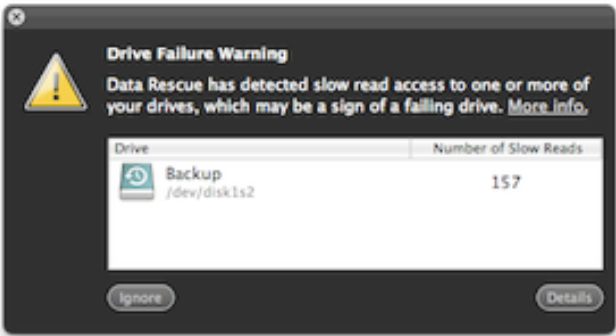 Drive Failure Warning
Data Rescue has detected slow read access to one or more of
your drives, which may be a sign of a failing drive. More info.
Drive Number of Slow Reads
Backup 157
/dev/disk1s2
Ignore Details